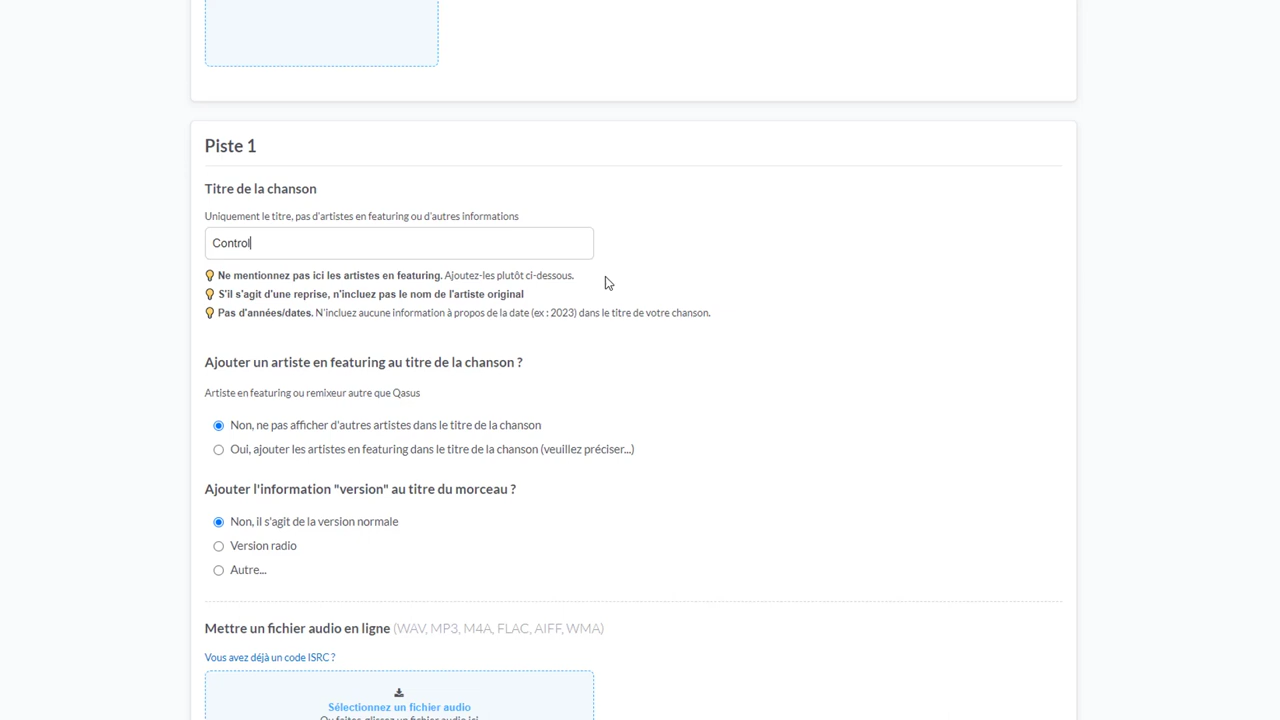 Piste 1
Titre de la chanson
Uniquement le titre, pas d'artistes en featuring ou d'autres informations
Control
Ne mentionnez pas ici les artistes en featuring. Ajoutez-les plutôt ci-dessous.
S'il s'agit d'une reprise, n'incluez pas le nom de l'artiste original
Pas d'années/dates. N'incluez aucune information à propos de la date (ex : 2023) dans le titre de votre chanson.
Ajouter un artiste en featuring au titre de la chanson ?
Artiste en featuring ou remixeur autre que Qasus
Non, ne pas afficher d'autres artistes dans le titre de la chanson
Oui, ajouter les artistes en featuring dans le titre de la chanson (veuillez préciser...)
Ajouter l'information "version" au titre du morceau ?
Non, il s'agit de la version normale
Version radio
Autre...
Mettre un fichier audio en ligne (WAV, MP3, M4A, FLAC, AIFF, WMA)
Vous avez déjà un code ISRC ?
Sélectionnez un fichier audio
Ou faites-glissez un fichier audio ici